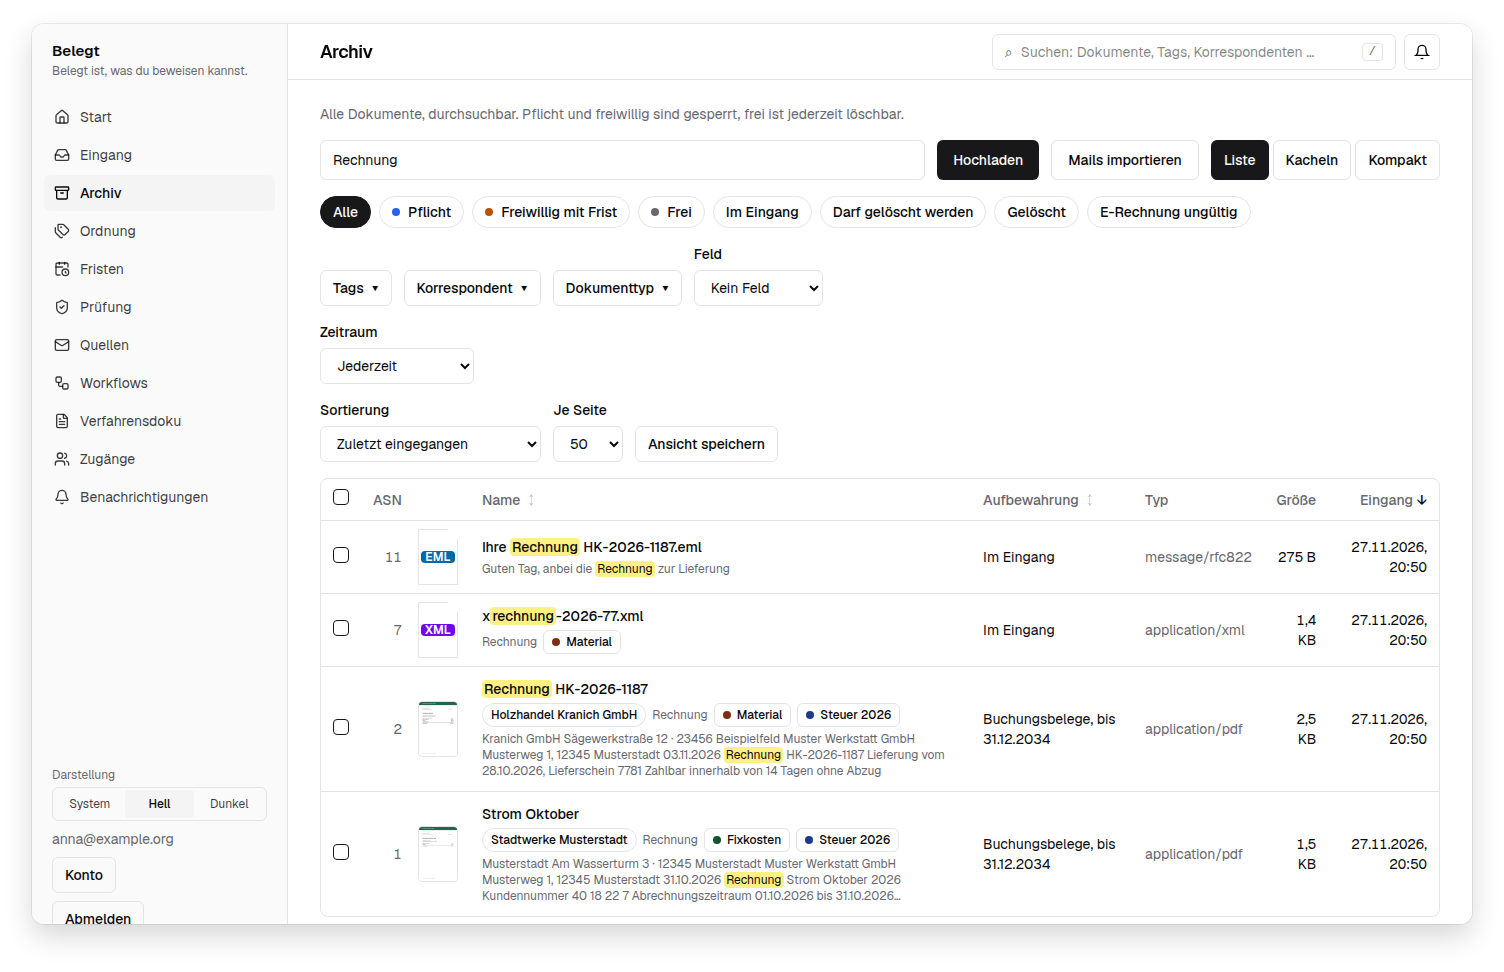 Belegt
Belegt ist, was du beweisen kannst.
Start
Eingang
Archiv
Ordnung
Fristen
Prüfung
Quellen
Workflows
Verfahrensdoku
Zugänge
Benachrichtigungen
Darstellung
System Hell Dunkel
anna@example.org
Konto
Abmelden
Archiv
Suchen: Dokumente, Tags, Korrespondenten … /
Alle Dokumente, durchsuchbar. Pflicht und freiwillig sind gesperrt, frei ist jederzeit löschbar.
Rechnung Hochladen Mails importieren Liste Kacheln Kompakt
Alle Pflicht Freiwillig mit Frist Frei Im Eingang Darf gelöscht werden Gelöscht E-Rechnung ungültig
Feld
Tags ▾ Korrespondent ▾ Dokumenttyp ▾ Kein Feld
Zeitraum
Jederzeit
Sortierung Je Seite
Zuletzt eingegangen 50 Ansicht speichern
ASN Name ↕ Aufbewahrung ↕ Typ Größe Eingang ↓
11 EML Ihre Rechnung HK-2026-1187.eml Im Eingang message/rfc822 275 B 27.11.2026, 20:50
Guten Tag, anbei die Rechnung zur Lieferung
7 XML xrechnung-2026-77.xml Im Eingang application/xml 1,4 KB 27.11.2026, 20:50
Rechnung Material
2 Rechnung HK-2026-1187 Buchungsbelege, bis 31.12.2034 application/pdf 2,5 KB 27.11.2026, 20:50
Holzhandel Kranich GmbH Rechnung Material Steuer 2026
Kranich GmbH Sägewerkstraße 12 · 23456 Beispielfeld Muster Werkstatt GmbH
Musterweg 1, 12345 Musterstadt 03.11.2026 Rechnung HK-2026-1187 Lieferung vom
28.10.2026, Lieferschein 7781 Zahlbar innerhalb von 14 Tagen ohne Abzug
1 Strom Oktober Buchungsbelege, bis 31.12.2034 application/pdf 1,5 KB 27.11.2026, 20:50
Stadtwerke Musterstadt Rechnung Fixkosten Steuer 2026
Musterstadt Am Wasserturm 3 · 12345 Musterstadt Muster Werkstatt GmbH
Musterweg 1, 12345 Musterstadt 31.10.2026 Rechnung Strom Oktober 2026
Kundennummer 40 18 22 7 Abrechnungszeitraum 01.10.2026 bis 31.10.2026…